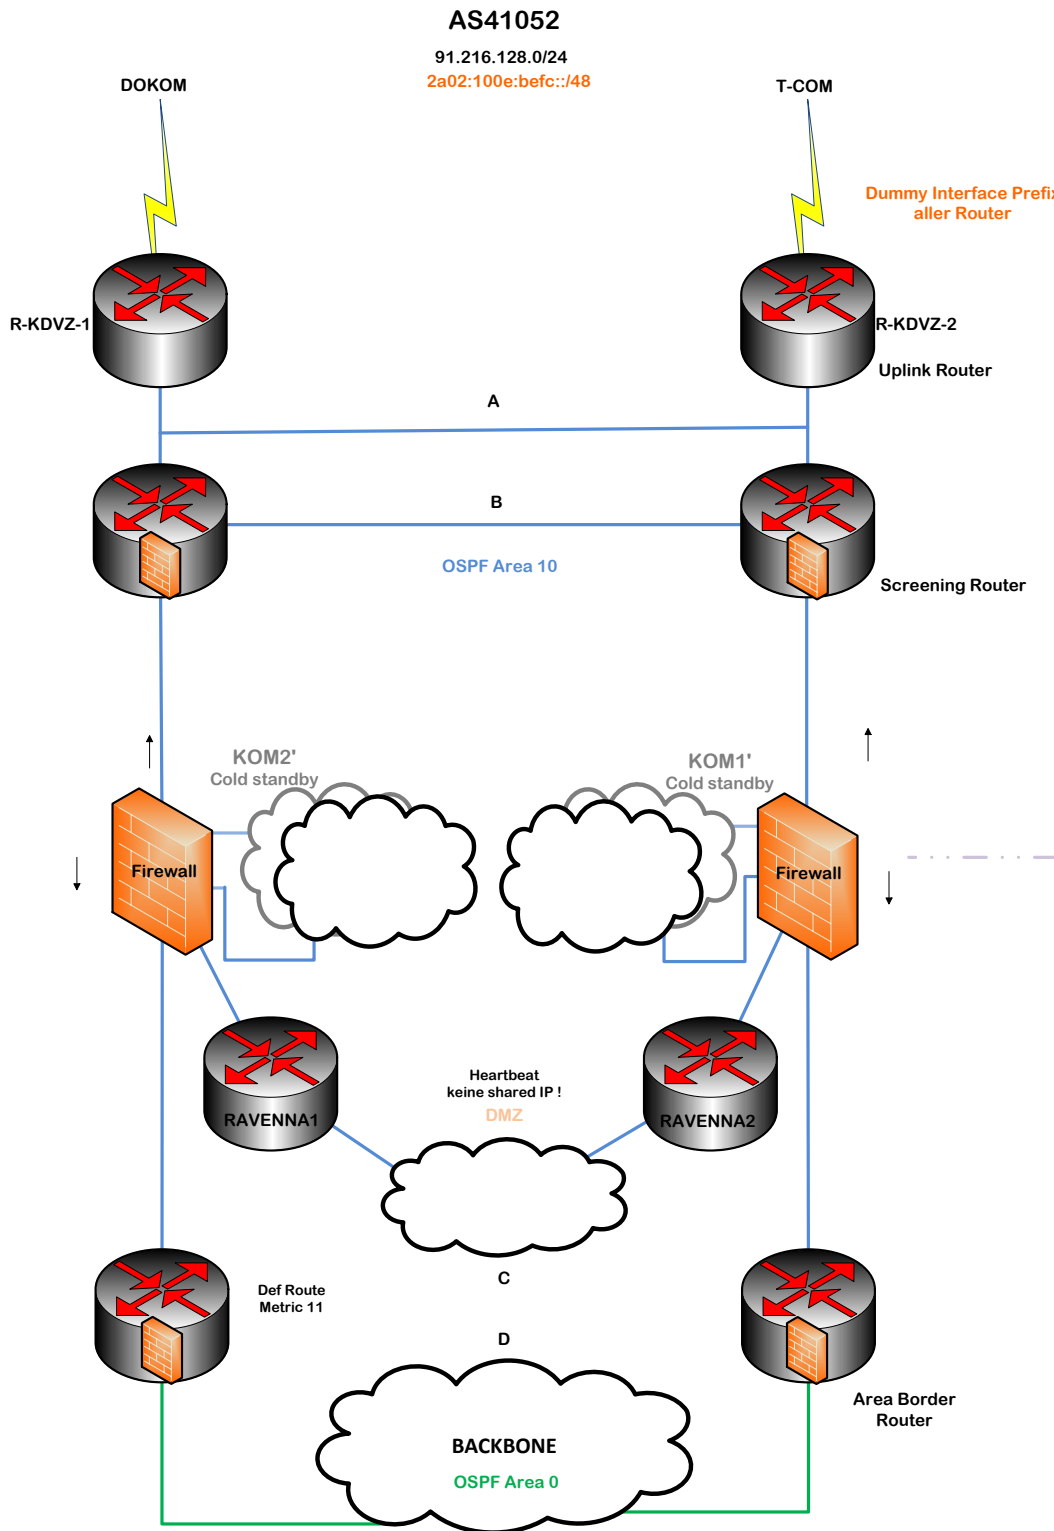 AS41052
91.216.128.0/24
2a02:100e:befc::/48
DOKOM
T-COM
Dummy Interface Prefix
aller Router
R-KDVZ-1
R-KDVZ-2
Uplink Router
A
B
OSPF Area 10
Screening Router
KOM2'
Cold standby
KOM1'
Cold standby
Firewall
Firewall
Heartbeat
keine shared IP !
DMZ
RAVENNA1
RAVENNA2
C
Def Route
Metric 11
D
Area Border
Router
BACKBONE
OSPF Area 0